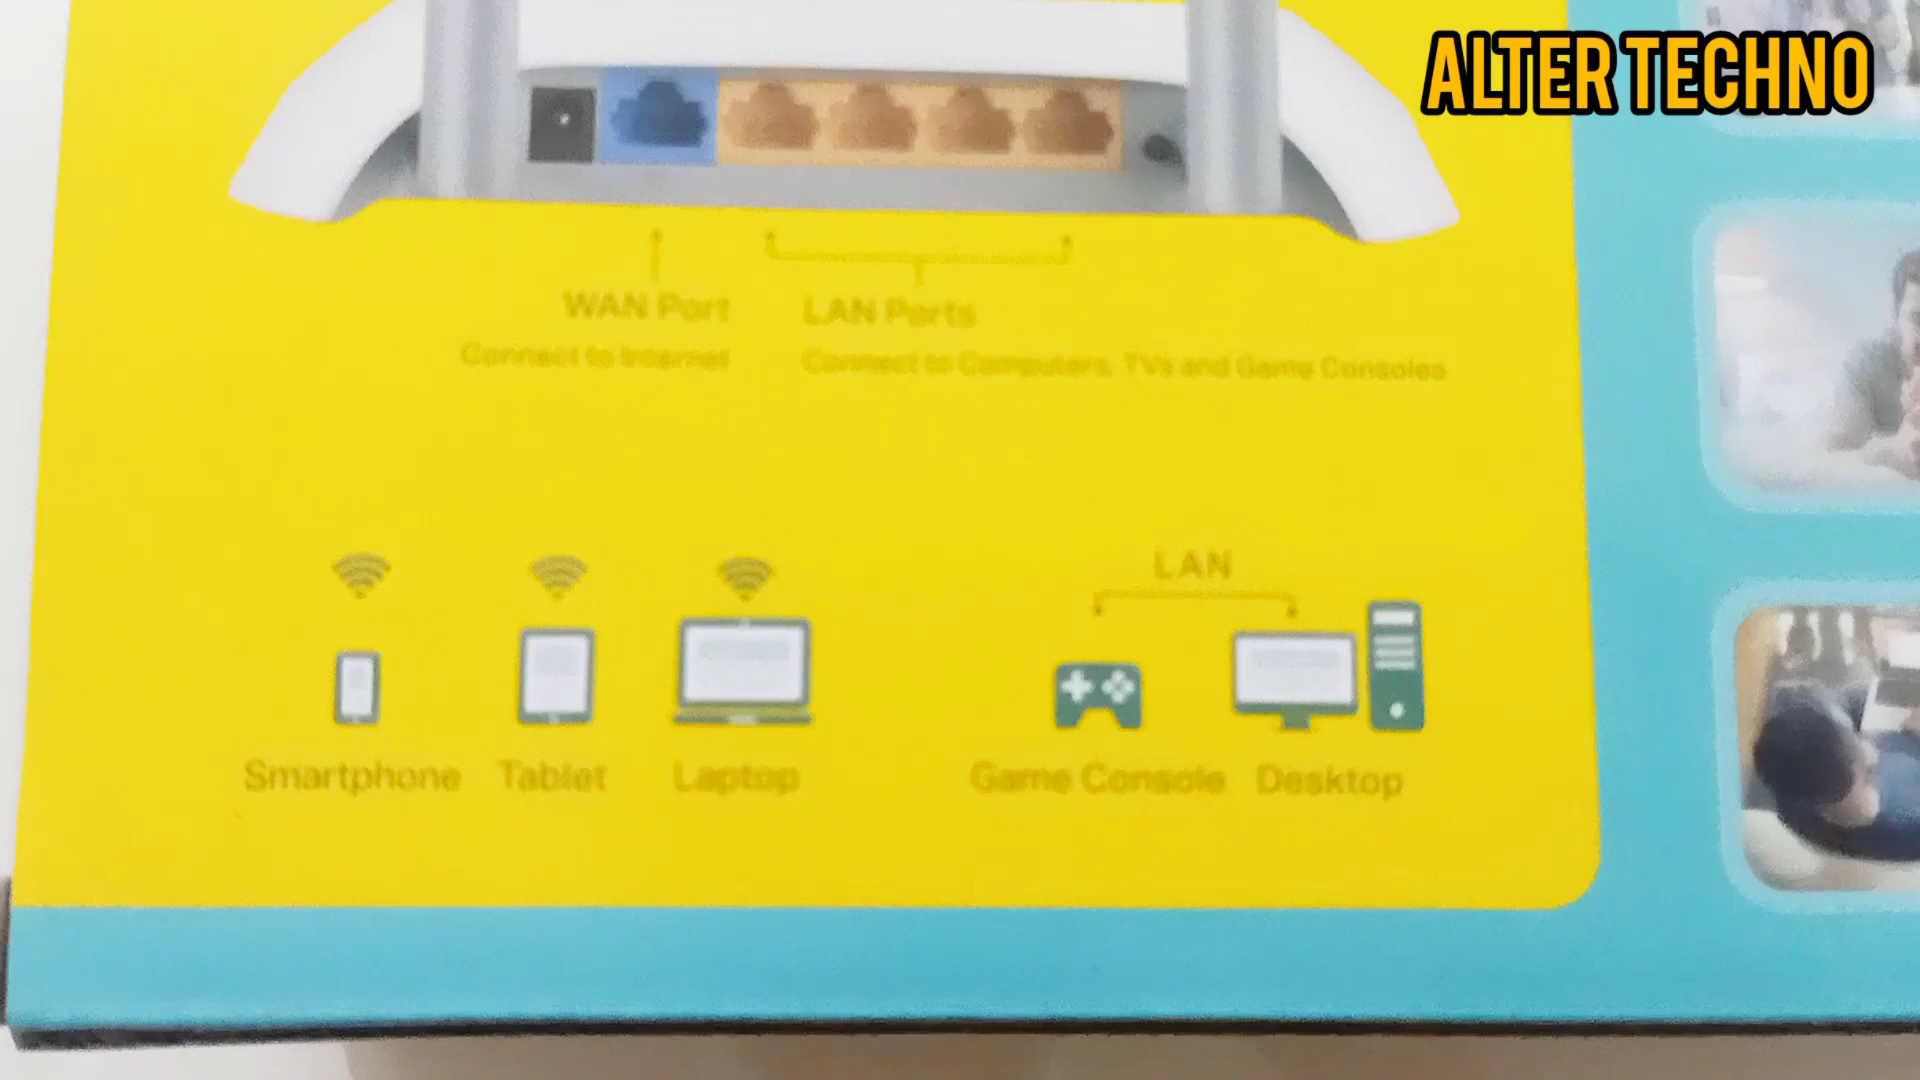 ALTER TECHNO
WAN Port
LAN Ports
Connect to Internet
Connect to Computers, TVs and Game Consoles
LAN
Smartphone
Tablet
Laptop
Game Console
Desktop